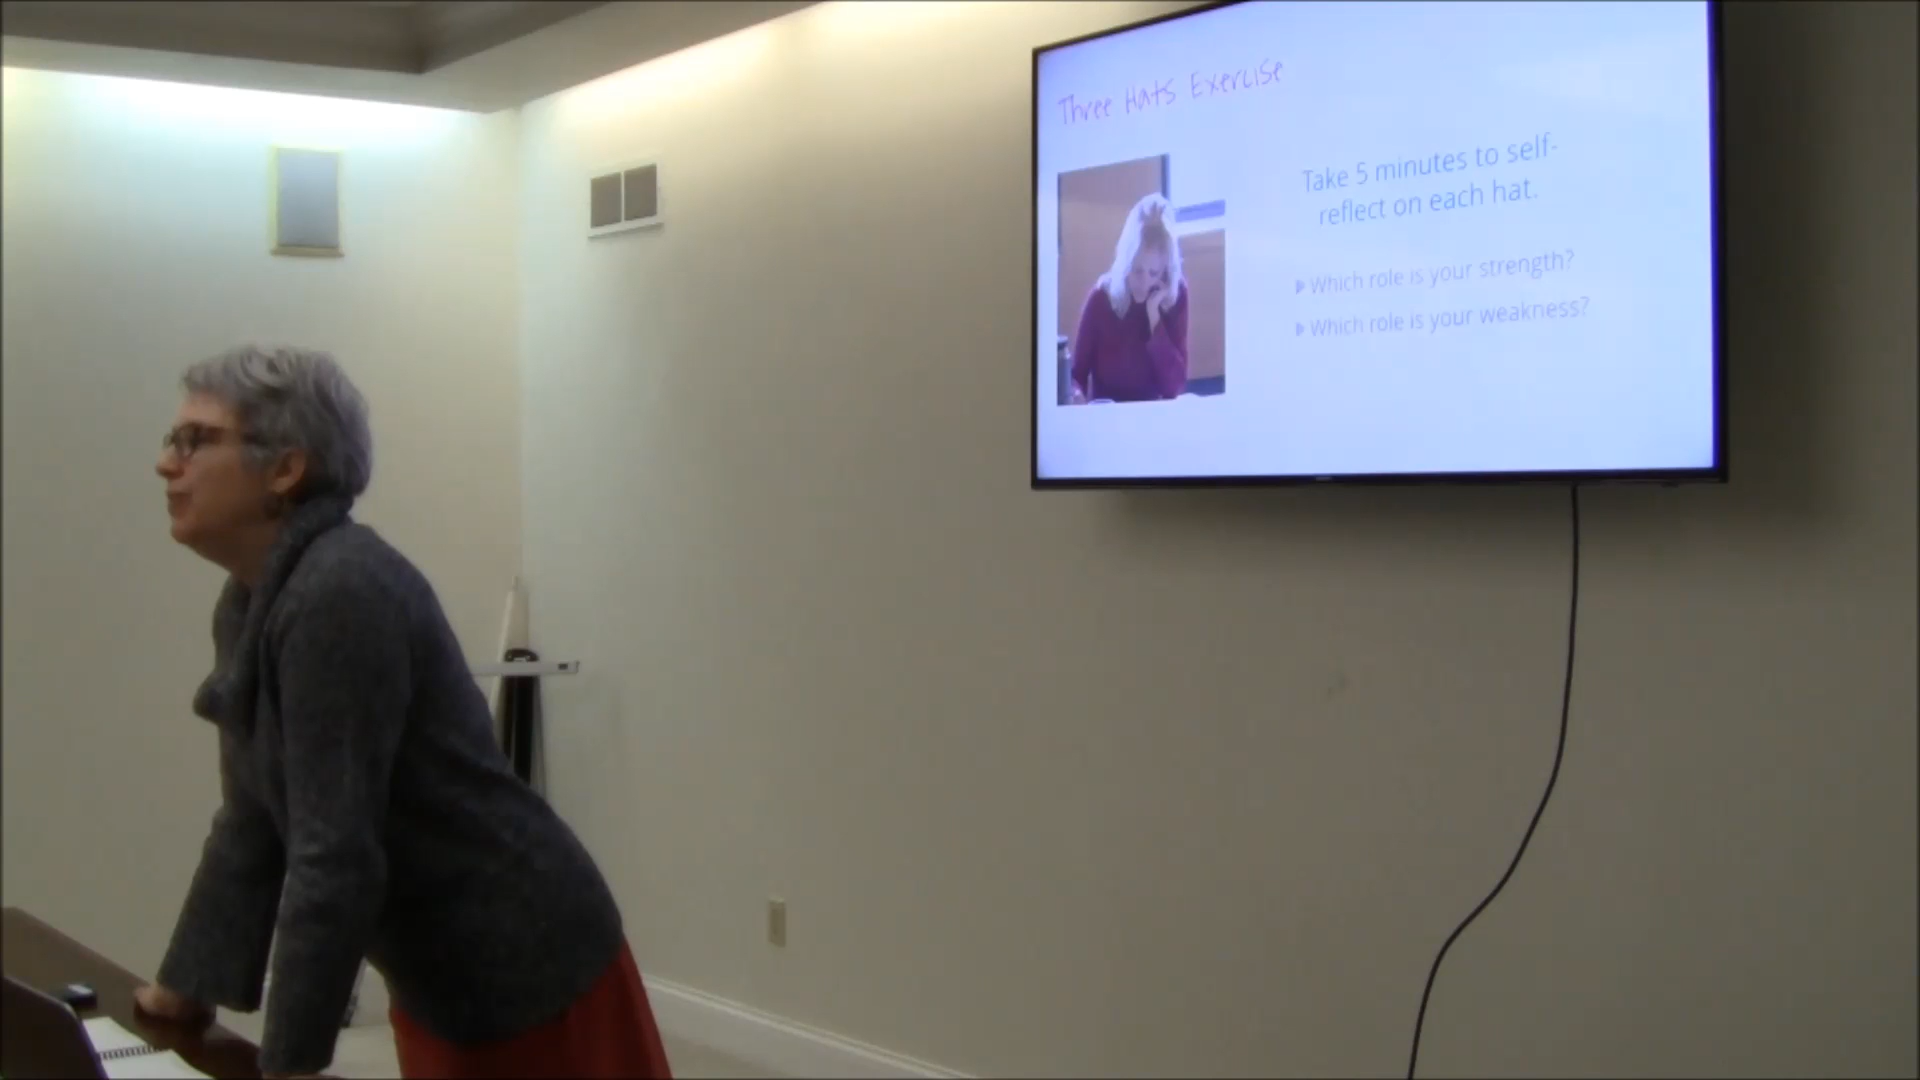 Three Hats Exercise
Take 5 minutes to self-
reflect on each hat.
Which role is your strength?
Which role is your weakness?